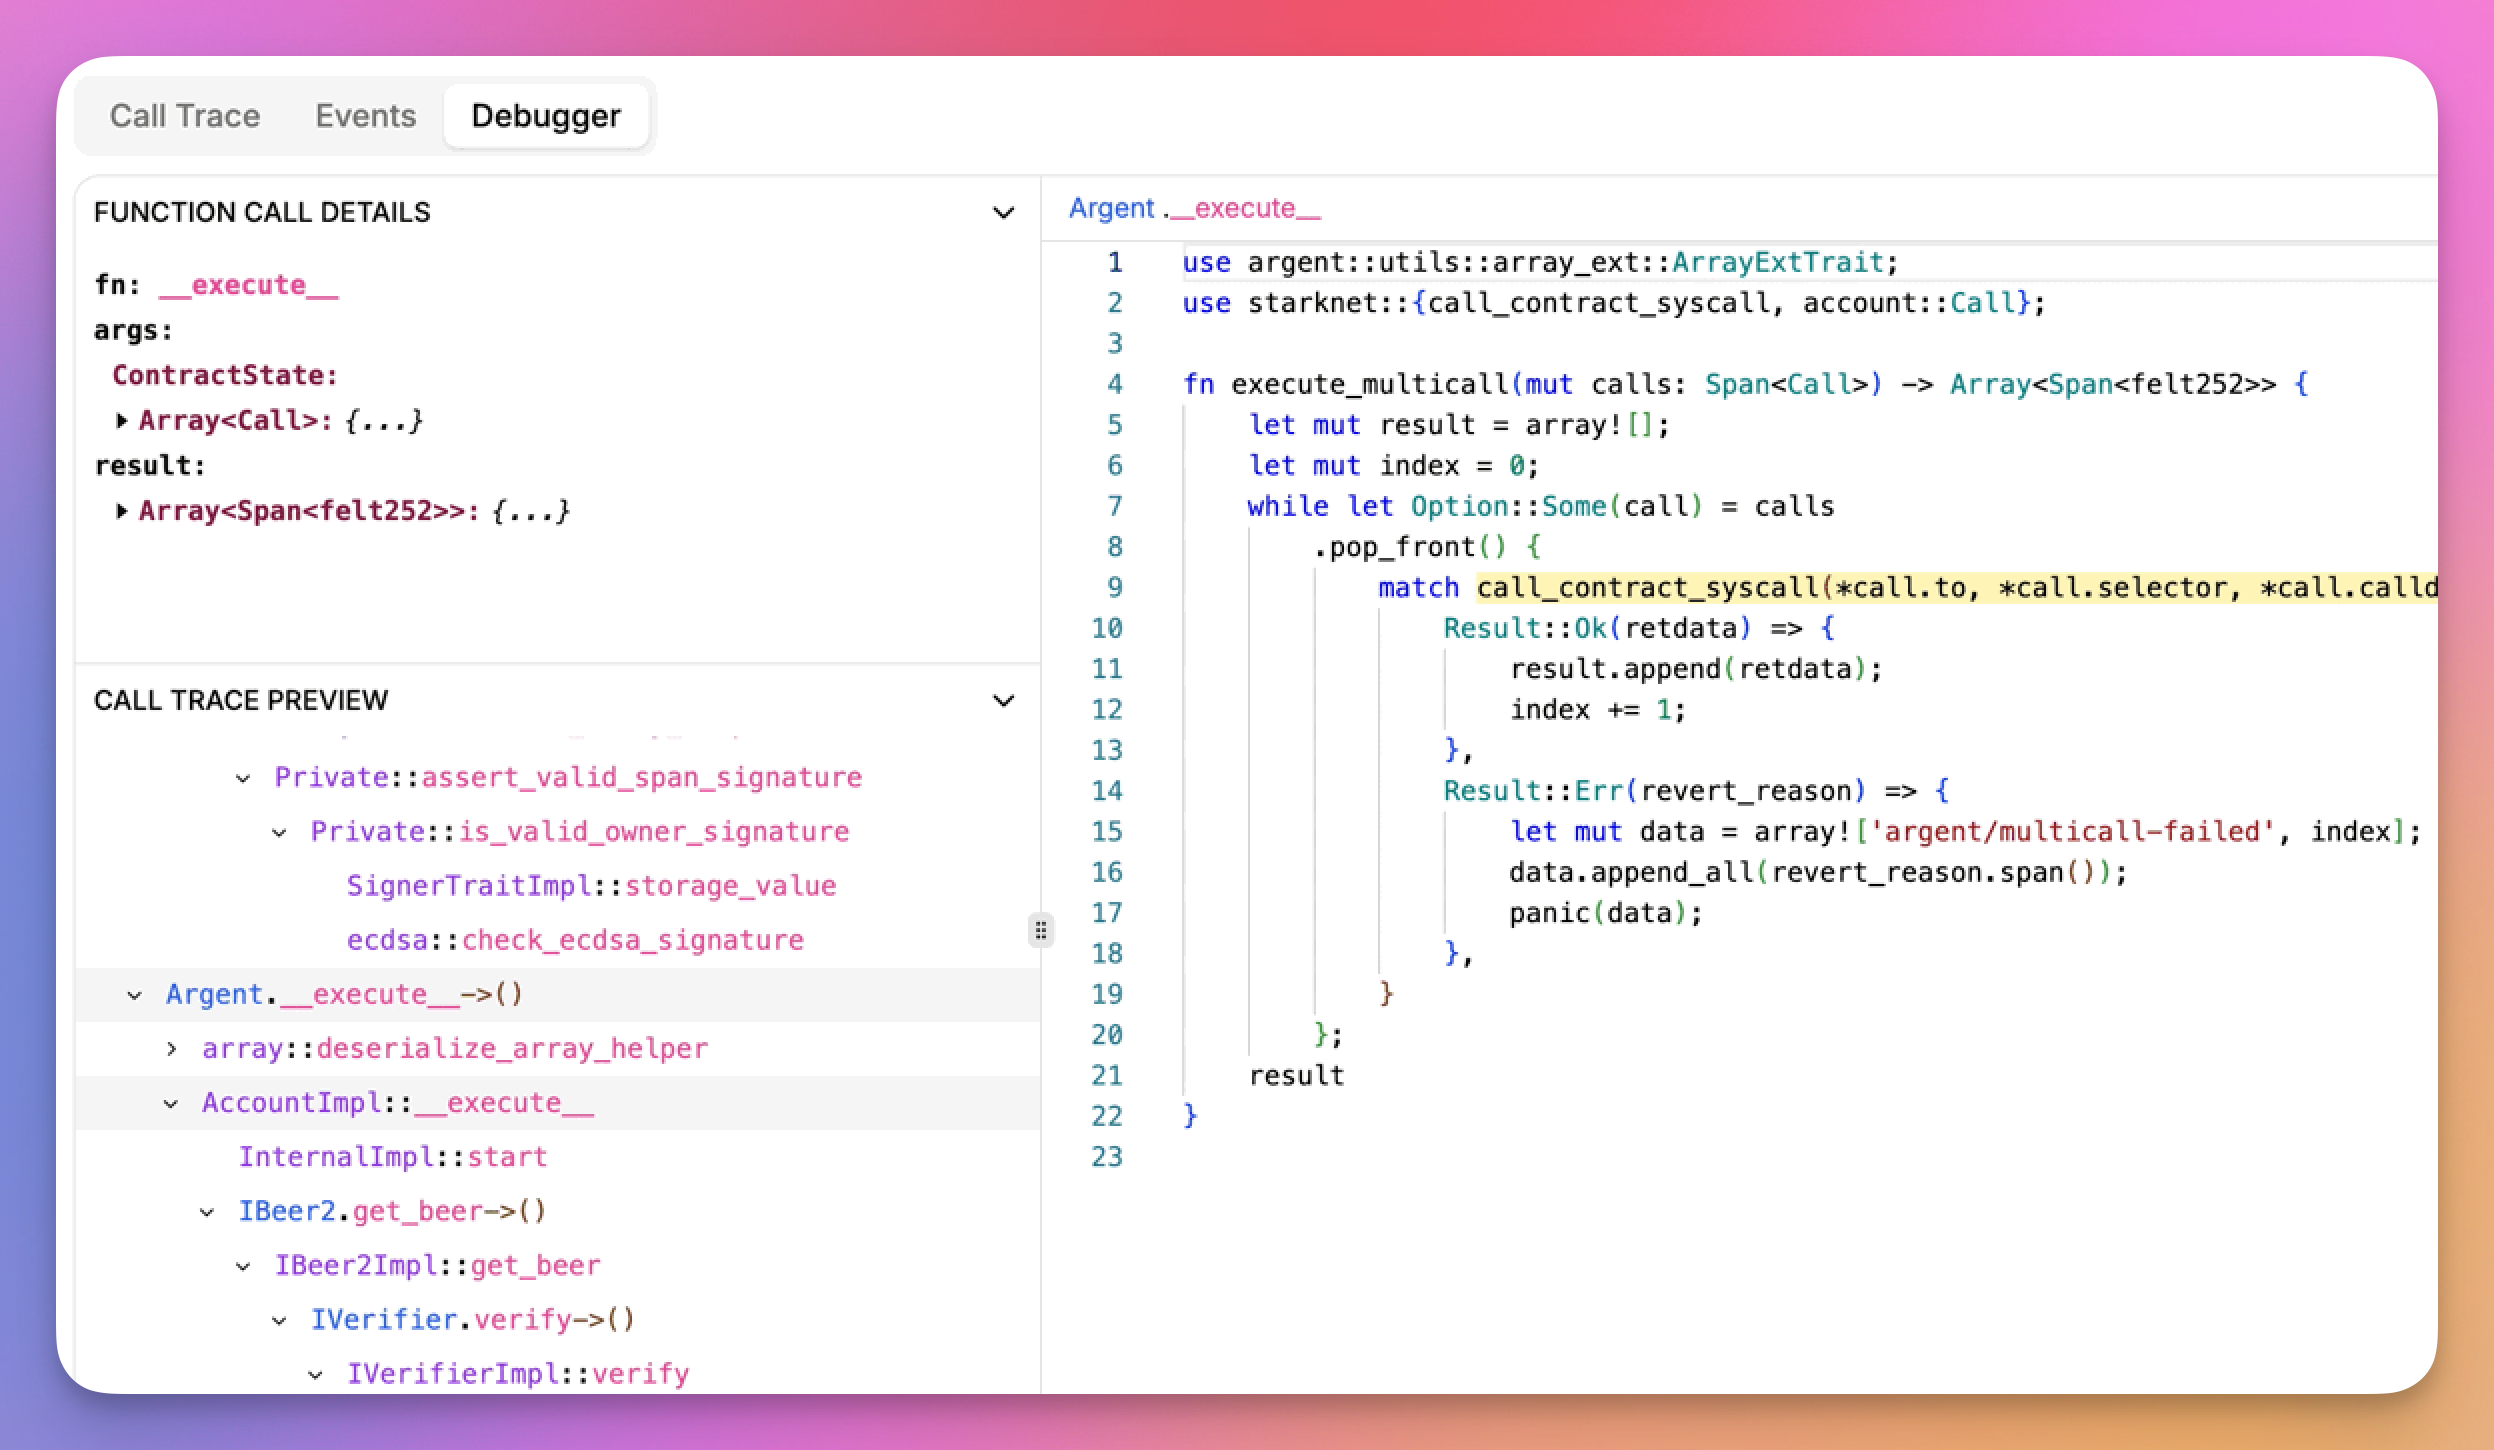 Call Trace Events Debugger
FUNCTION CALL DETAILS
fn: __execute__
args:
ContractState:
Array<Call>: {...}
result:
Array<Span<felt252>>: {...}
CALL TRACE PREVIEW
Private::assert_valid_span_signature
Private::is_valid_owner_signature
SignerTraitImpl::storage_value
ecdsa::check_ecdsa_signature
Argent.__execute__->()
array::deserialize_array_helper
AccountImpl::__execute__
InternalImpl::start
IBeer2.get_beer->()
IBeer2Impl::get_beer
IVerifier.verify->()
IVerifierImpl::verify
Argent .__execute__
1 use argent::utils::array_ext::ArrayExtTrait;
2 use starknet::{call_contract_syscall, account::Call};
3
4 fn execute_multicall(mut calls: Span<Call>) -> Array<Span<felt252>> {
5 let mut result = array![];
6 let mut index = 0;
7 while let Option::Some(call) = calls
8 .pop_front() {
9 match call_contract_syscall(*call.to, *call.selector, *call.calld
10 Result::Ok(retdata) => {
11 result.append(retdata);
12 index += 1;
13 },
14 Result::Err(revert_reason) => {
15 let mut data = array!['argent/multicall-failed', index];
16 data.append_all(revert_reason.span());
17 panic(data);
18 },
19 }
20 };
21 result
22 }
23